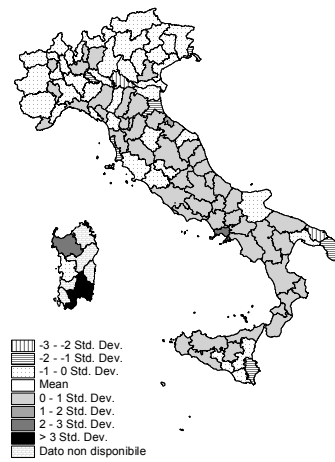 -3 - -2 Std. Dev.
-2 - -1 Std. Dev.
-1 - 0 Std. Dev.
Mean
0 - 1 Std. Dev.
1 - 2 Std. Dev.
2 - 3 Std. Dev.
> 3 Std. Dev.
Dato non disponibile